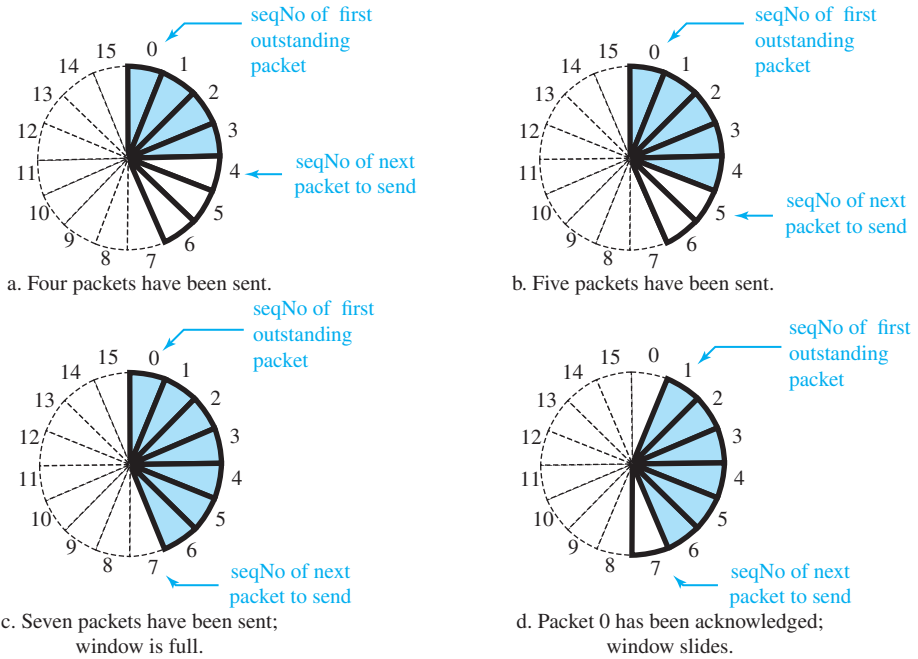 seqNo of first
outstanding
packet
0
1
2
3
4
5
6
7
8
9
10
11
12
13
14
15
seqNo of next
packet to send
a. Four packets have been sent.
seqNo of first
outstanding
packet
0
1
2
3
4
5
6
7
8
9
10
11
12
13
14
15
seqNo of next
packet to send
b. Five packets have been sent.
seqNo of first
outstanding
packet
0
1
2
3
4
5
6
7
8
9
10
11
12
13
14
15
seqNo of next
packet to send
c. Seven packets have been sent;
window is full.
seqNo of first
outstanding
packet
0
1
2
3
4
5
6
7
8
9
10
11
12
13
14
15
seqNo of next
packet to send
d. Packet 0 has been acknowledged;
window slides.